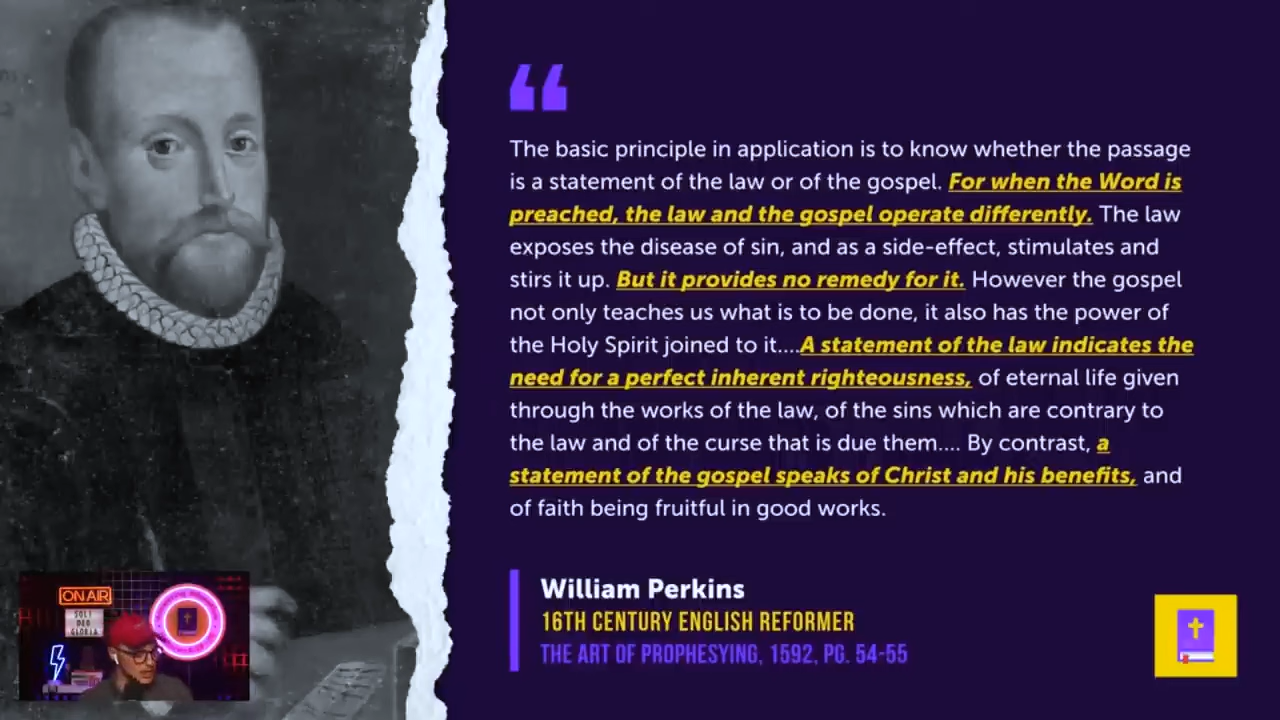 “
The basic principle in application is to know whether the passage
is a statement of the law or of the gospel. For when the Word is
preached, the law and the gospel operate differently. The law
exposes the disease of sin, and as a side-effect, stimulates and
stirs it up. But it provides no remedy for it. However the gospel
not only teaches us what is to be done, it also has the power of
the Holy Spirit joined to it....A statement of the law indicates the
need for a perfect inherent righteousness, of eternal life given
through the works of the law, of the sins which are contrary to
the law and of the curse that is due them.... By contrast, a
statement of the gospel speaks of Christ and his benefits, and
of faith being fruitful in good works.
William Perkins
16TH CENTURY ENGLISH REFORMER
THE ART OF PROPHESYING, 1592, PG. 54-55
ON AIR
SOLI
DEO
GLORIA